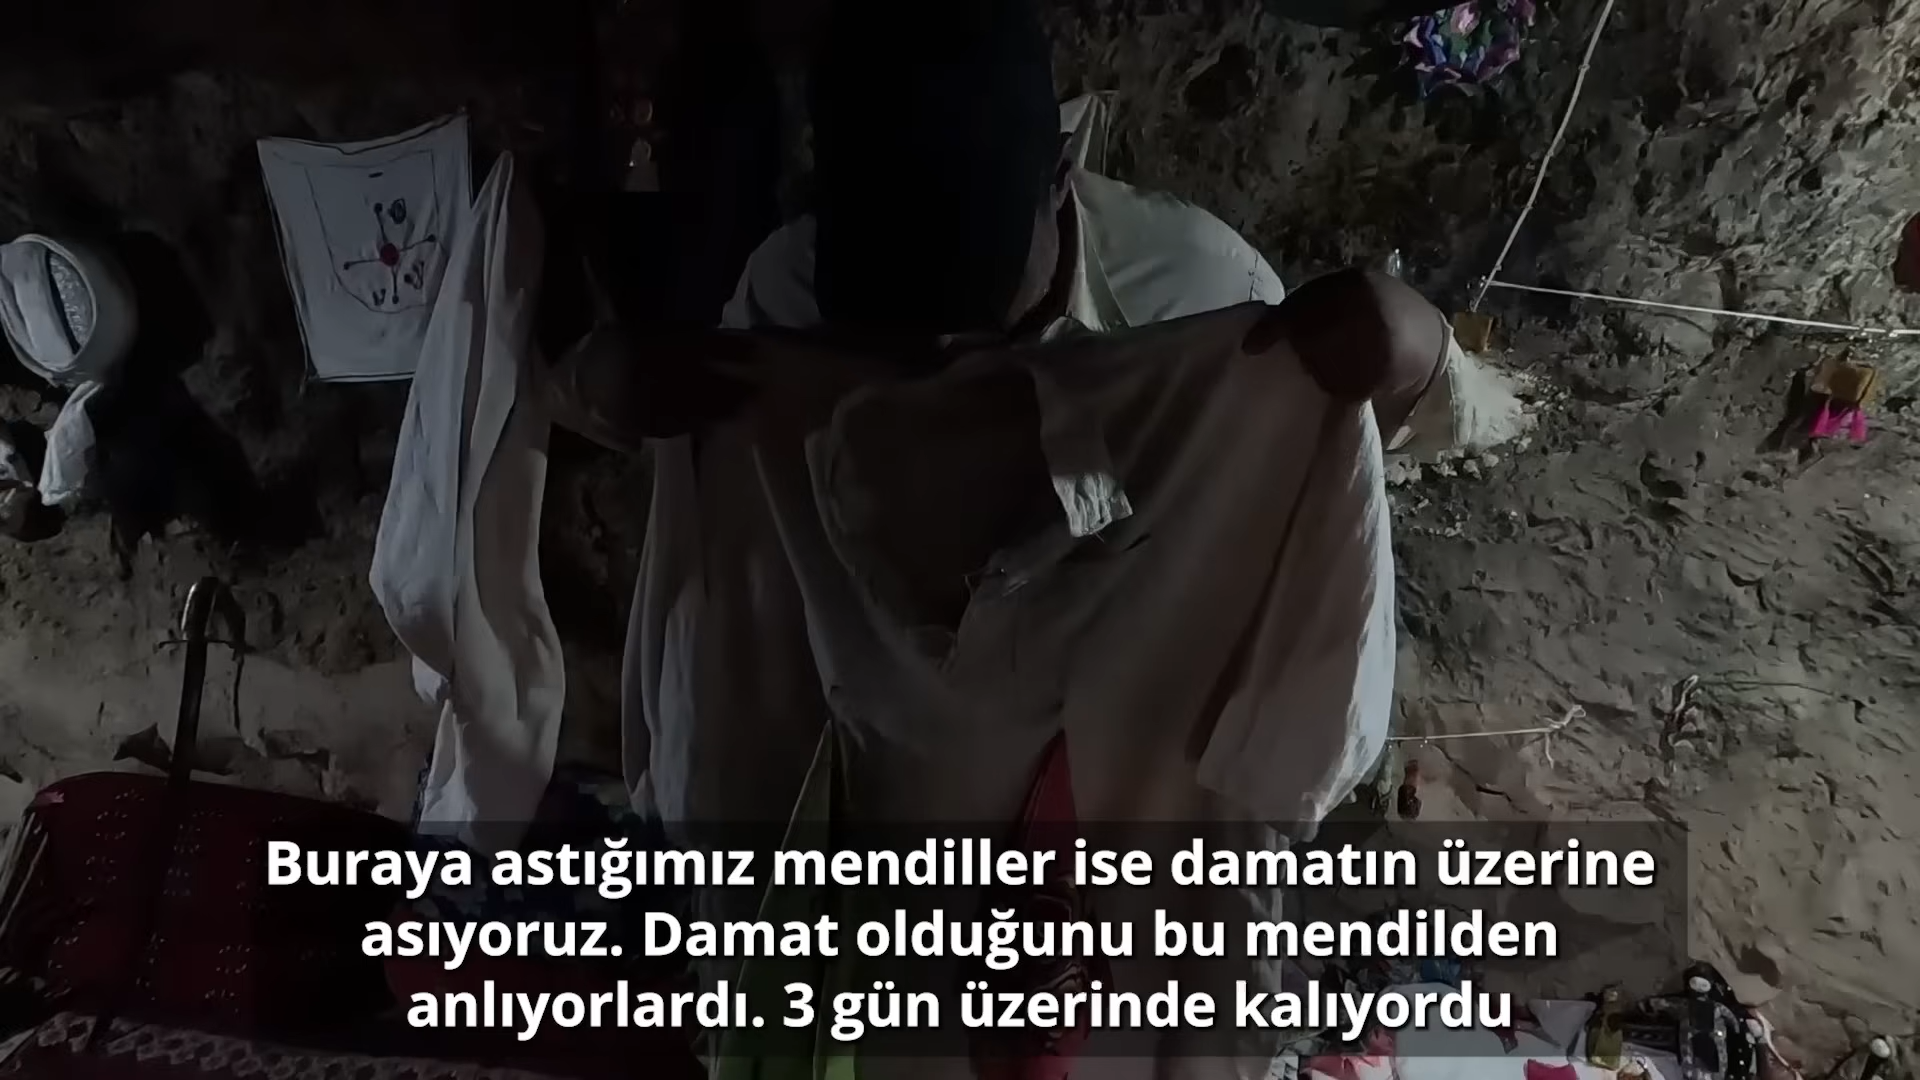 Buraya astığımız mendiller ise damatın üzerine
asıyoruz. Damat olduğunu bu mendilden
anlıyorlardı. 3 gün üzerinde kalıyordu